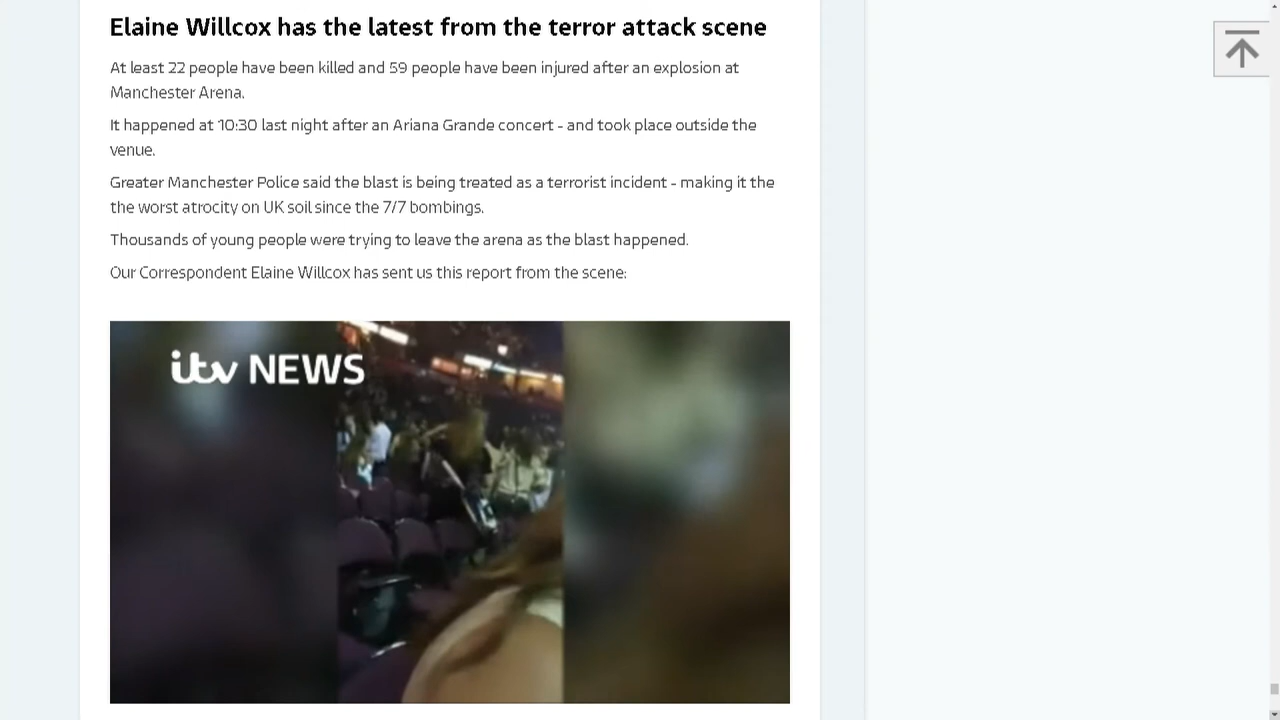 Elaine Willcox has the latest from the terror attack scene
At least 22 people have been killed and 59 people have been injured after an explosion at
Manchester Arena.
It happened at 10:30 last night after an Ariana Grande concert - and took place outside the
venue.
Greater Manchester Police said the blast is being treated as a terrorist incident - making it the
the worst atrocity on UK soil since the 7/7 bombings.
Thousands of young people were trying to leave the arena as the blast happened.
Our Correspondent Elaine Willcox has sent us this report from the scene:
itv NEWS